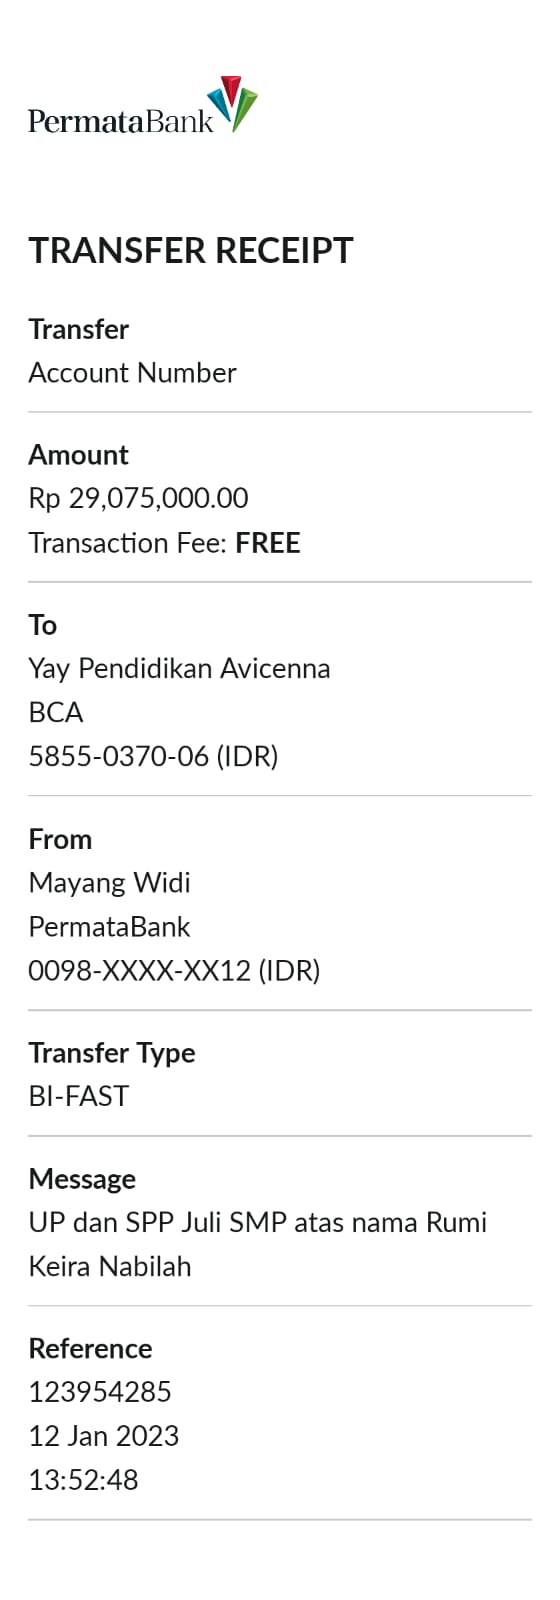 PermataBank
TRANSFER RECEIPT
Transfer
Account Number
Amount
Rp 29,075,000.00
Transaction Fee: FREE
To
Yay Pendidikan Avicenna
BCA
5855-0370-06 (IDR)
From
Mayang Widi
PermataBank
0098-XXXX-XX12 (IDR)
Transfer Type
BI-FAST
Message
UP dan SPP Juli SMP atas nama Rumi
Keira Nabilah
Reference
123954285
12 Jan 2023
13:52:48